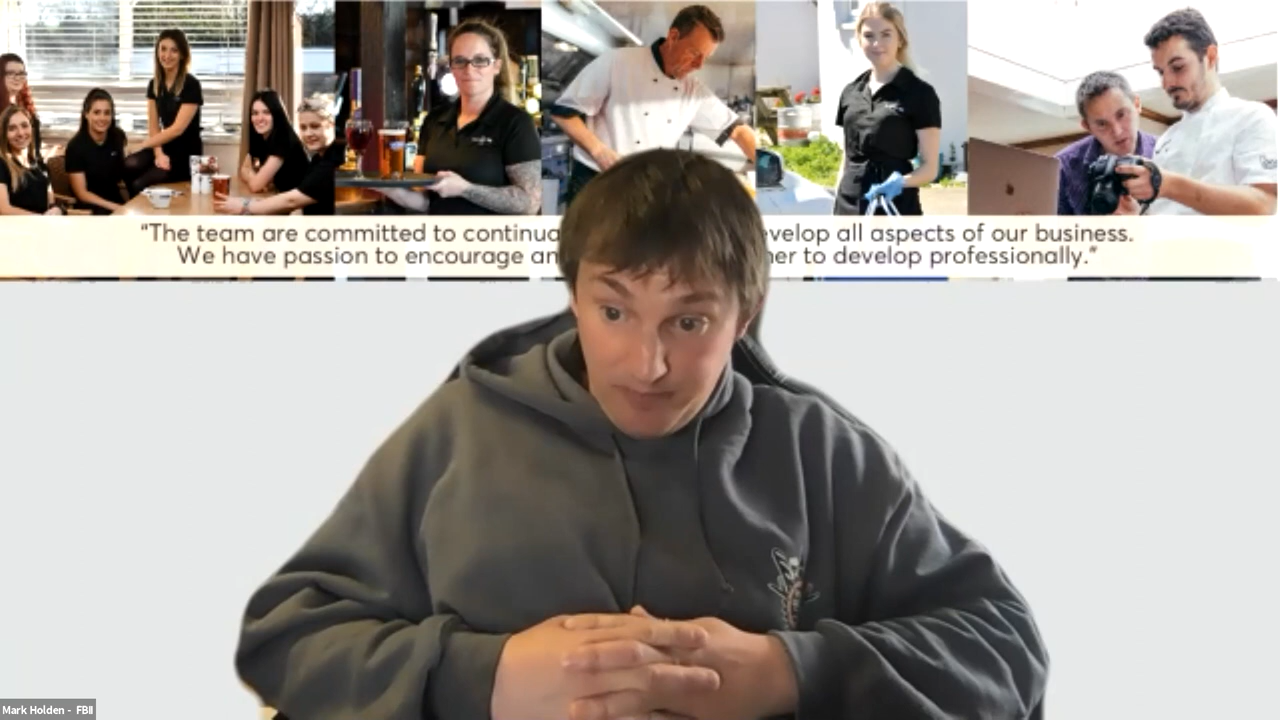 "The team are committed to continua evelop all aspects of our business.
We have passion to encourage an her to develop professionally."
Mark Holden - FBII